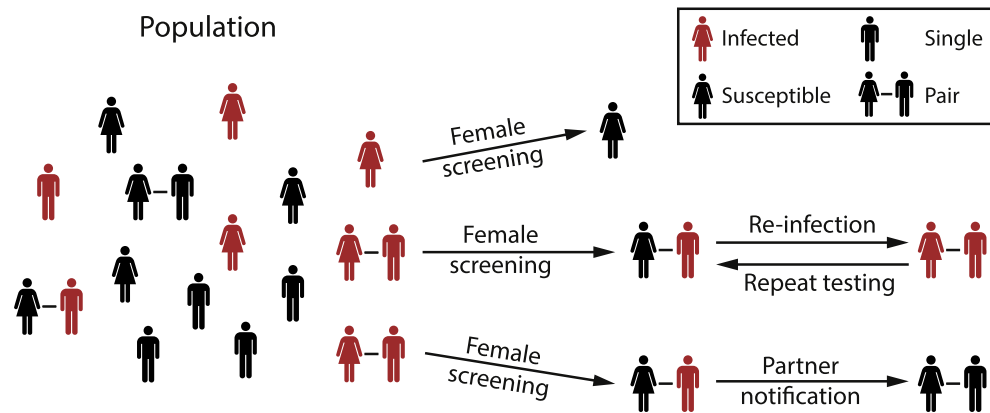 Population
Infected
Single
Susceptible
Pair
Female
screening
Female
screening
Re-infection
Repeat testing
Female
screening
Partner
notification